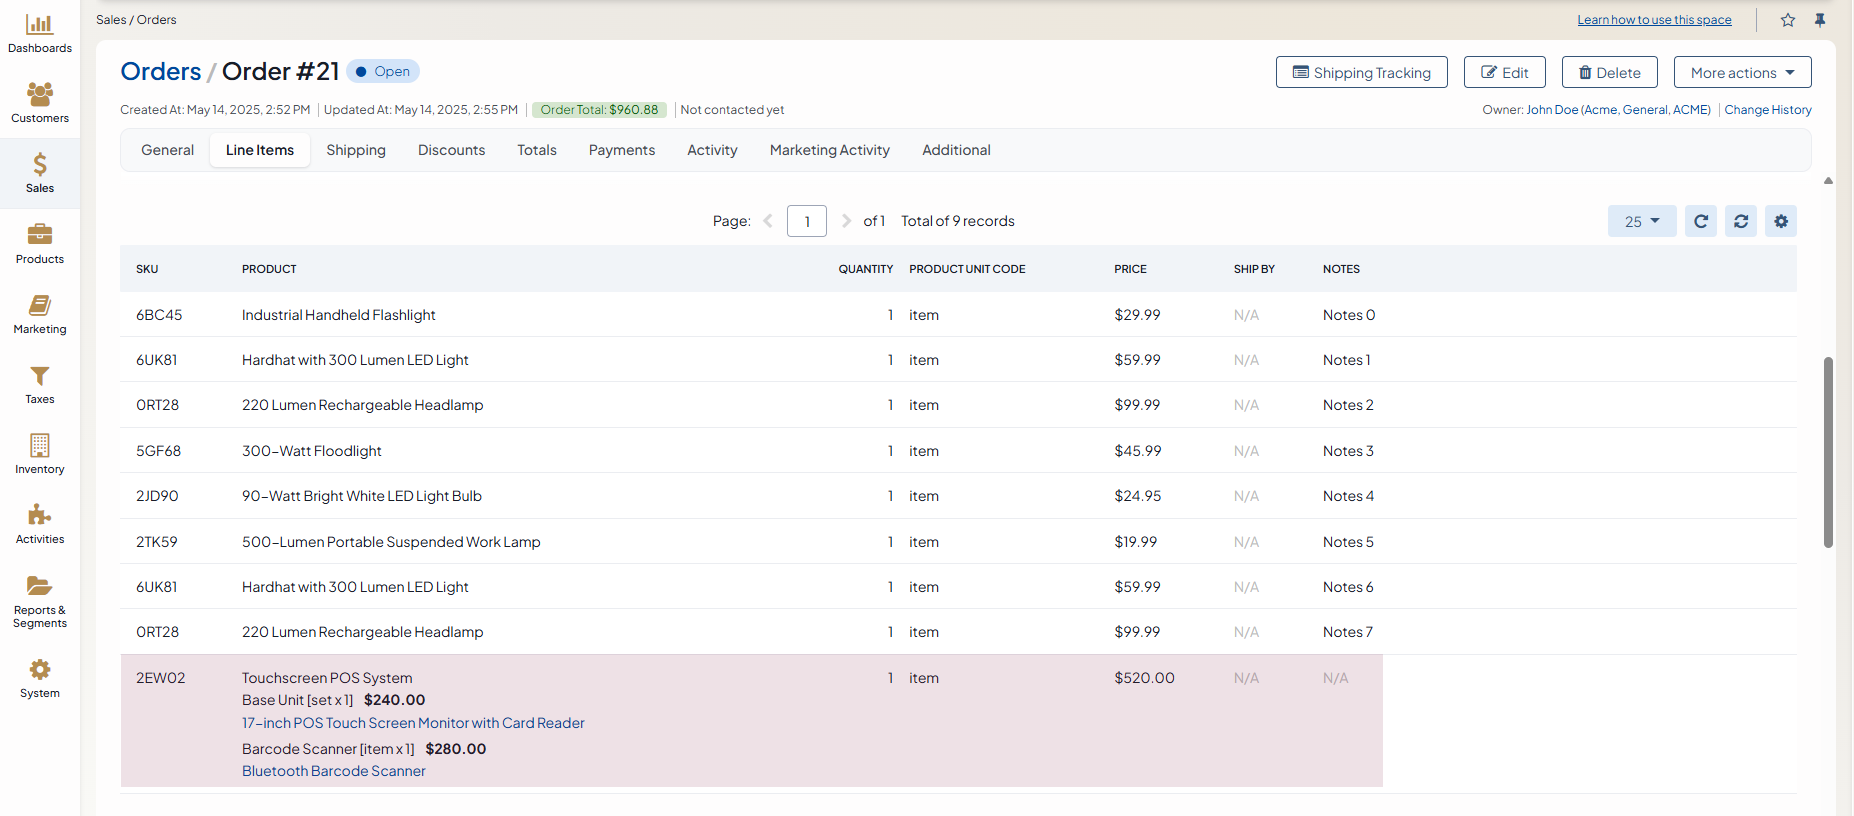 Sales / Orders
Learn how to use this space
Dashboards
Customers
Sales
Products
Marketing
Taxes
Inventory
Activities
Reports &
Segments
System
Orders / Order #21 Open
Shipping Tracking
Edit
Delete
More actions
Created At: May 14, 2025, 2:52 PM
Updated At: May 14, 2025, 2:55 PM
Order Total: $960.88
Not contacted yet
Owner: John Doe (Acme, General, ACME)
Change History
General Line Items Shipping Discounts Totals Payments Activity Marketing Activity Additional
Page: 1 of 1 Total of 9 records
25
SKU PRODUCT QUANTITY PRODUCT UNIT CODE PRICE SHIP BY NOTES
6BC45 Industrial Handheld Flashlight 1 item $29.99 N/A Notes 0
6UK81 Hardhat with 300 Lumen LED Light 1 item $59.99 N/A Notes 1
0RT28 220 Lumen Rechargeable Headlamp 1 item $99.99 N/A Notes 2
5GF68 300-Watt Floodlight 1 item $45.99 N/A Notes 3
2JD90 90-Watt Bright White LED Light Bulb 1 item $24.95 N/A Notes 4
2TK59 500-Lumen Portable Suspended Work Lamp 1 item $19.99 N/A Notes 5
6UK81 Hardhat with 300 Lumen LED Light 1 item $59.99 N/A Notes 6
0RT28 220 Lumen Rechargeable Headlamp 1 item $99.99 N/A Notes 7
2EW02 Touchscreen POS System 1 item $520.00 N/A N/A
Base Unit [set x 1] $240.00
17-inch POS Touch Screen Monitor with Card Reader
Barcode Scanner [item x 1] $280.00
Bluetooth Barcode Scanner